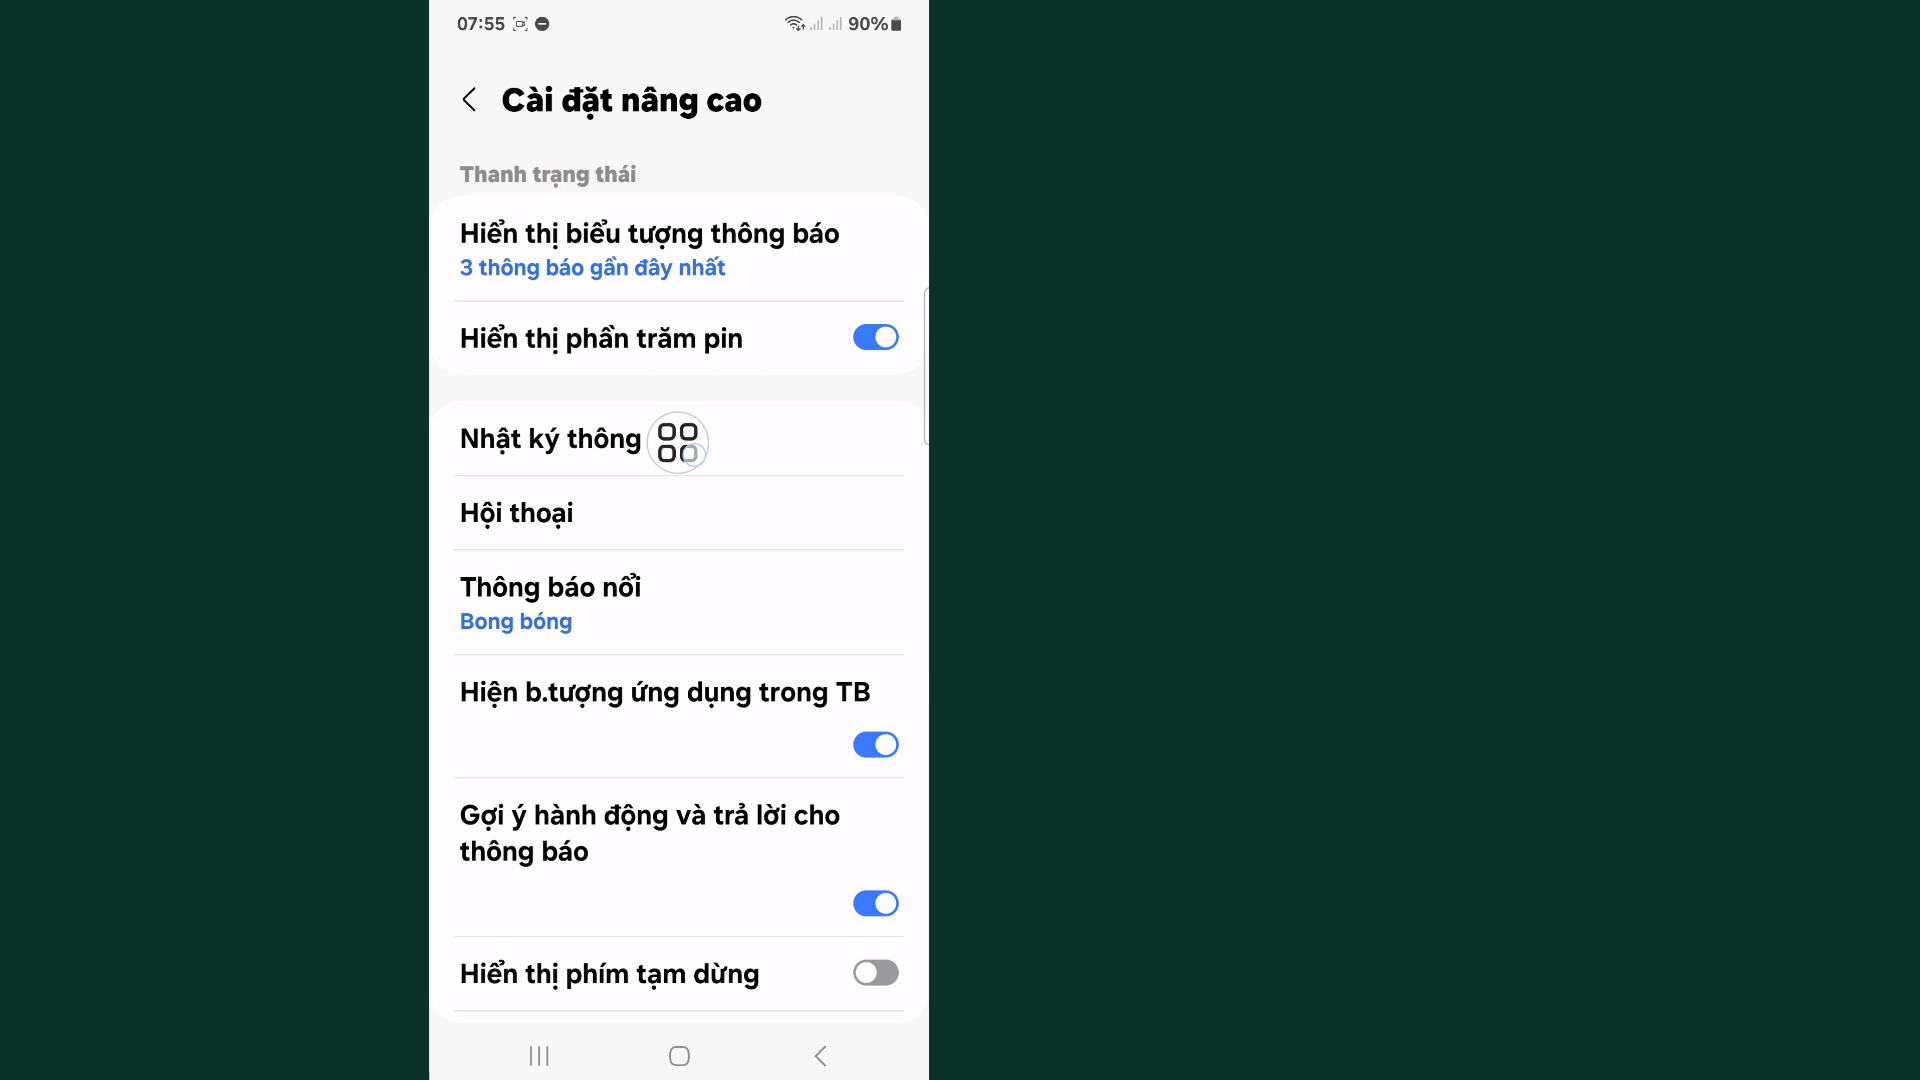 07:55
90%
Cài đặt nâng cao
Thanh trạng thái
Hiển thị biểu tượng thông báo
3 thông báo gần đây nhất
Hiển thị phần trăm pin
Nhật ký thông
Hội thoại
Thông báo nổi
Bong bóng
Hiện b.tượng ứng dụng trong TB
Gợi ý hành động và trả lời cho
thông báo
Hiển thị phím tạm dừng